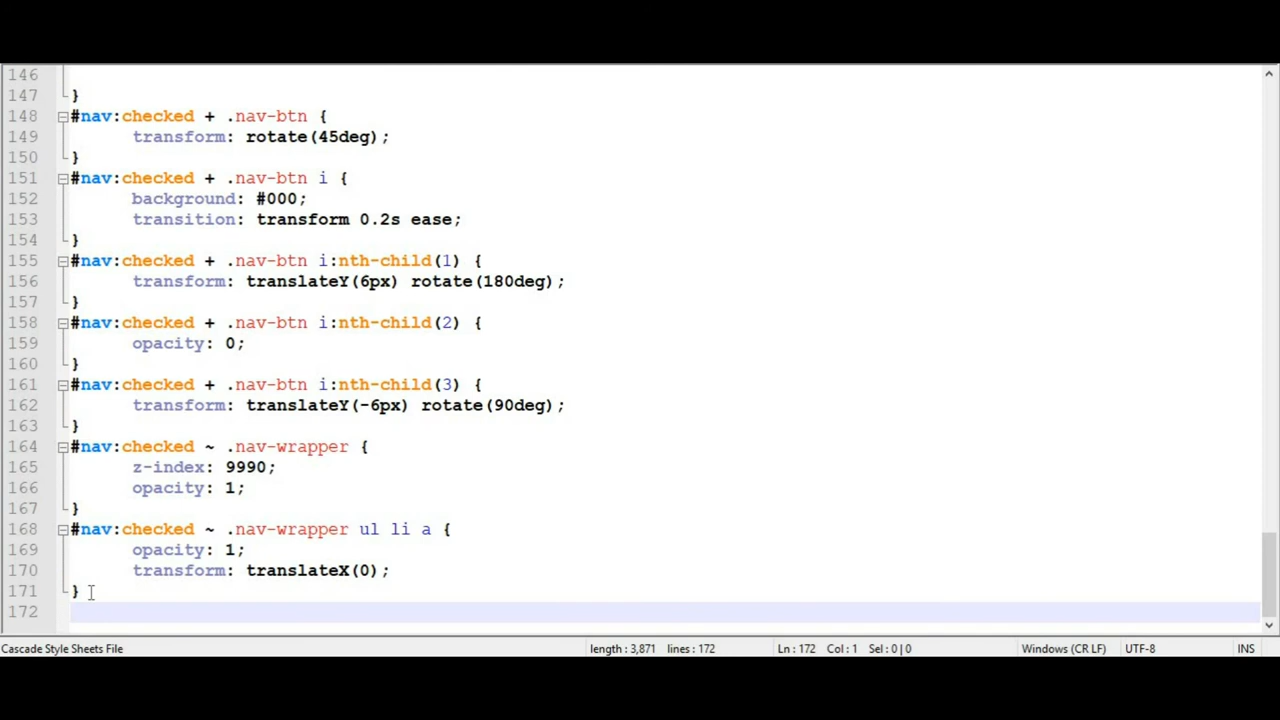 146
147 }
148 #nav:checked + .nav-btn {
149 transform: rotate(45deg);
150 }
151 #nav:checked + .nav-btn i {
152 background: #000;
153 transition: transform 0.2s ease;
154 }
155 #nav:checked + .nav-btn i:nth-child(1) {
156 transform: translateY(6px) rotate(180deg);
157 }
158 #nav:checked + .nav-btn i:nth-child(2) {
159 opacity: 0;
160 }
161 #nav:checked + .nav-btn i:nth-child(3) {
162 transform: translateY(-6px) rotate(90deg);
163 }
164 #nav:checked ~ .nav-wrapper {
165 z-index: 9990;
166 opacity: 1;
167 }
168 #nav:checked ~ .nav-wrapper ul li a {
169 opacity: 1;
170 transform: translateX(0);
171 }
172
Cascade Style Sheets File length : 3,871 lines : 172 Ln : 172 Col : 1 Sel : 0 | 0 Windows (CR LF) UTF-8 INS